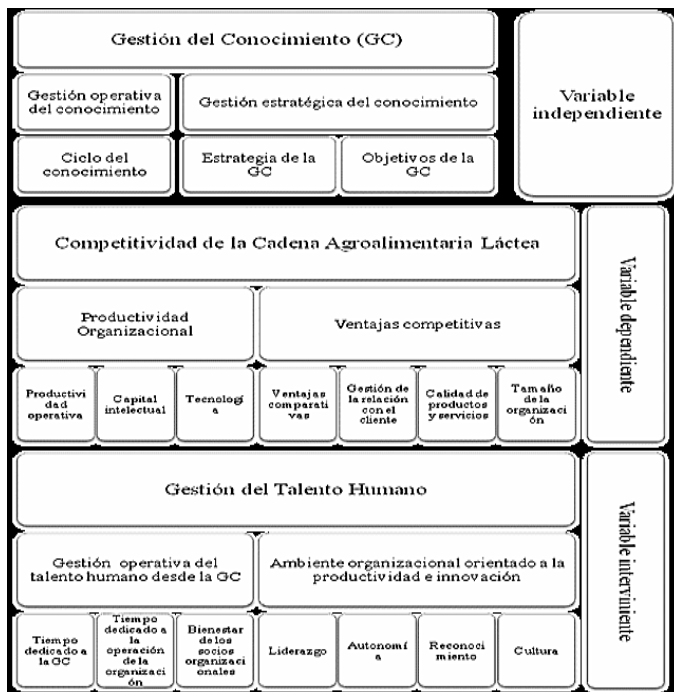 Gestión del Conocimiento (GC)
Variable
independiente
Gestión operativa
del conocimiento
Gestión estratégica del conocimiento
Ciclo del
conocimiento
Estrategia de la
GC
Objetivos de la
GC
Competitividad de la Cadena Agroalimentaria Láctea
Variable dependiente
Productividad
Organizacional
Ventajas competitivas
Productivi
dad
operativa
Capital
intelectual
Tecnologí
a
Ventajas
comparati
vas
Gestión de
la relación
con el
cliente
Calidad de
productos
y servicios
Tamaño
de la
organizaci
ón
Gestión del Talento Humano
Variable interviniente
Gestión operativa del
talento humano desde la GC
Ambiente organizacional orientado a la
productividad e innovación
Tiempo
dedicado a
la GC
Tiempo
dedicado a
la
operación
de la
organizaci
ón
Bienestar
de los
socios
organizaci
onales
Liderazgo
Autonomí
a
Reconoci
miento
Cultura